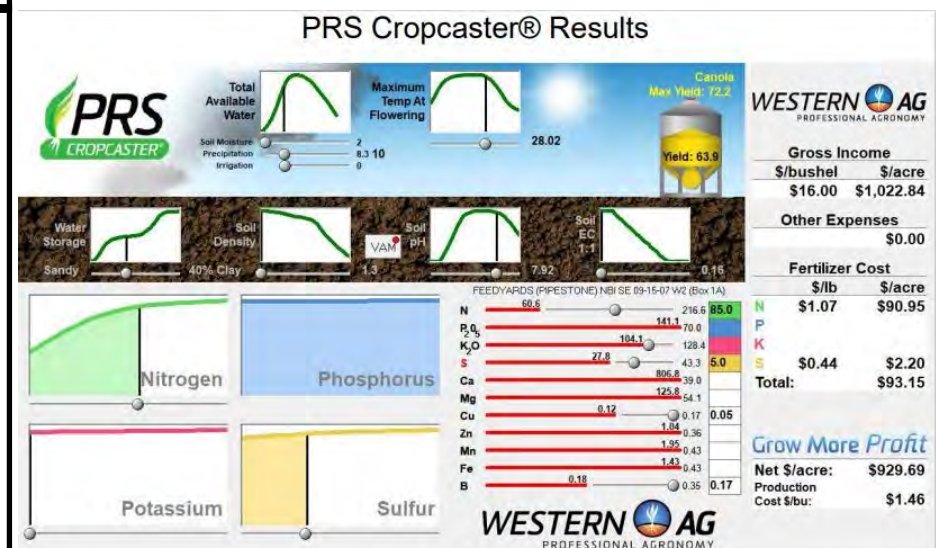 PRS Cropcaster® Results
PRS
CROPCASTER®
Total
Available
Water
Soil Moisture 2
Precipitation 8.3 10
Irrigation 0
Maximum
Temp At
Flowering
28.02
Canola
Max Yield: 72.2
Yield: 63.9
Water
Storage
Sandy
40% Clay
Soil
Density
1.3
VAM
Soil
pH
7.92
Soil
EC
1:1
0.16
Nitrogen
Phosphorus
Potassium
Sulfur
FEEDYARDS (PIPESTONE) NBI SE 09-15-07 W2 (Box 1A)
N 60.6 216.6 85.0
P2O5 141.1 70.0
K2O 104.1 128.4
S 27.8 43.3 5.0
Ca 806.8 39.0
Mg 125.8 54.1
Cu 0.12 0.17 0.05
Zn 1.04 0.36
Mn 1.95 0.43
Fe 1.43 0.43
B 0.18 0.35 0.17
WESTERN AG
PROFESSIONAL AGRONOMY
WESTERN AG
PROFESSIONAL AGRONOMY
Gross Income
$/bushel $/acre
$16.00 $1,022.84
Other Expenses
$0.00
Fertilizer Cost
$/lb $/acre
N $1.07 $90.95
P
K
S $0.44 $2.20
Total: $93.15
Grow More Profit
Net $/acre: $929.69
Production
Cost $/bu: $1.46